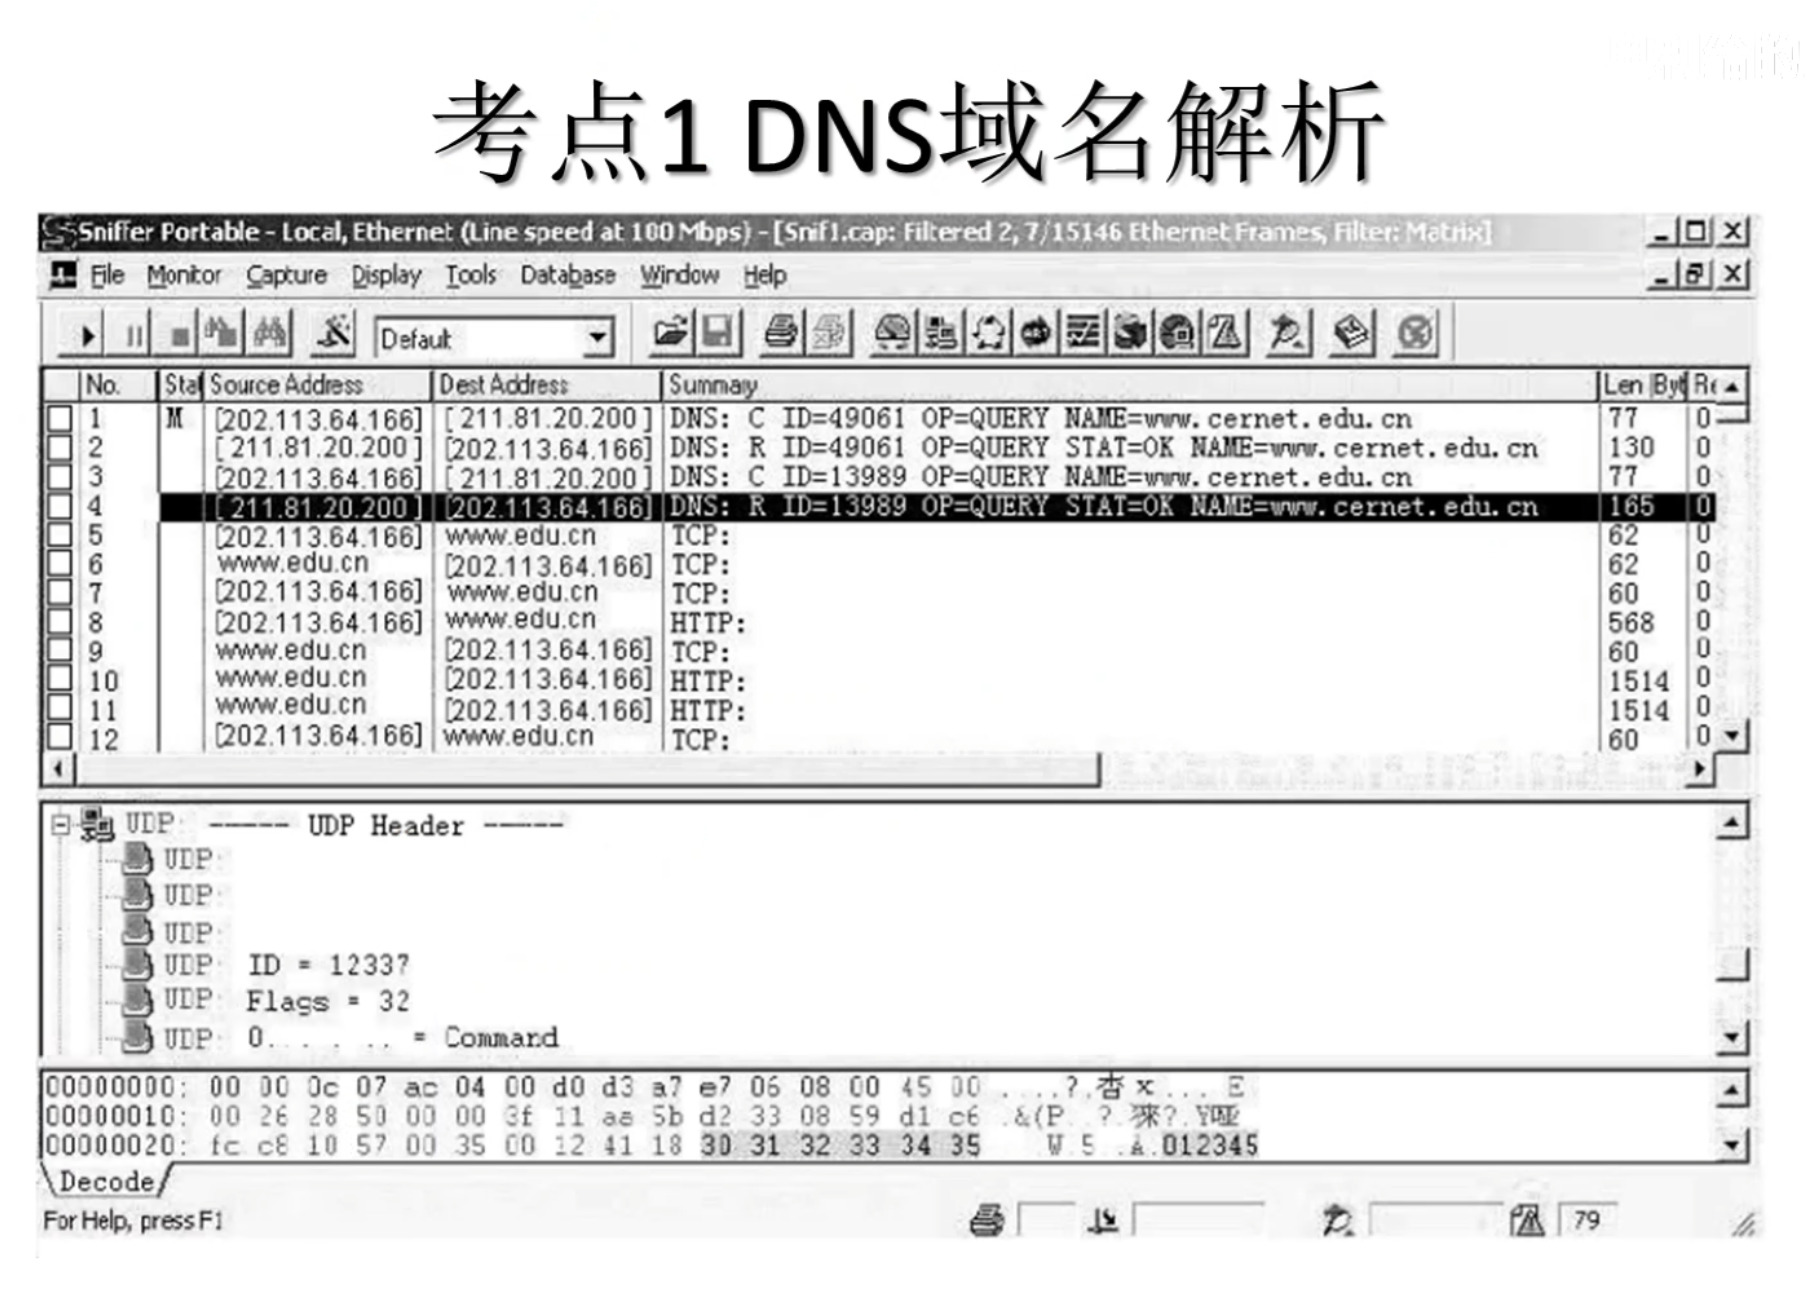 考点1 DNS域名解析
Sniffer Portable - Local, Ethernet (Line speed at 100 Mbps) - [Snif1.cap: Filtered 2, 7/15146 Ethernet Frames, Filter: Matrix]
File Monitor Capture Display Tools Database Window Help
Default
No. Sta Source Address Dest Address Summary Len (Byt Re
1 M [202.113.64.166] [ 211.81.20.200 ] DNS: C ID=49061 OP=QUERY NAME=www.cernet.edu.cn 77 0
2 [ 211.81.20.200 ] [202.113.64.166] DNS: R ID=49061 OP=QUERY STAT=OK NAME=www.cernet.edu.cn 130 0
3 [202.113.64.166] [ 211.81.20.200 ] DNS: C ID=13989 OP=QUERY NAME=www.cernet.edu.cn 77 0
4 [ 211.81.20.200 ] [202.113.64.166] DNS: R ID=13989 OP=QUERY STAT=OK NAME=www.cernet.edu.cn 165 0
5 [202.113.64.166] www.edu.cn TCP: 62 0
6 www.edu.cn [202.113.64.166] TCP: 62 0
7 [202.113.64.166] www.edu.cn TCP: 60 0
8 [202.113.64.166] www.edu.cn HTTP: 568 0
9 www.edu.cn [202.113.64.166] TCP: 60 0
10 www.edu.cn [202.113.64.166] HTTP: 1514 0
11 www.edu.cn [202.113.64.166] HTTP: 1514 0
12 [202.113.64.166] www.edu.cn TCP: 60 0
UDP: ----- UDP Header -----
UDP:
UDP:
UDP:
UDP: ID = 12337
UDP: Flags = 32
UDP: 0... . .. = Command
00000000: 00 00 0c 07 ac 04 00 d0 d3 a7 e7 06 08 00 45 00 .....?.杳x... E
00000010: 00 26 28 50 00 00 3f 11 aa 5b d2 33 08 59 d1 c6 .&(P ?
00000020: fc c8 10 57 00 35 00 12 41 18 30 31 32 33 34 35 W.5 .A.012345
Decode
For Help, press F1
79